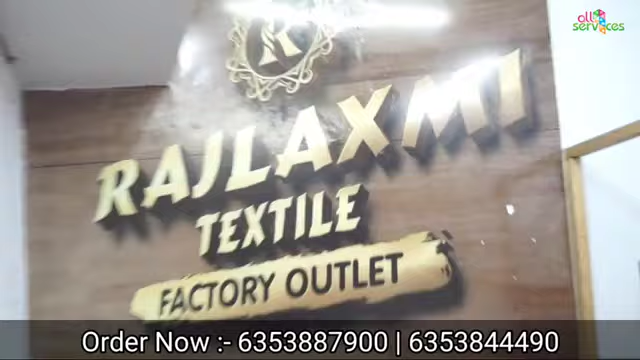 all
services
R
RAJLAXMI
TEXTILE
FACTORY OUTLET
Order Now :- 6353887900 | 6353844490